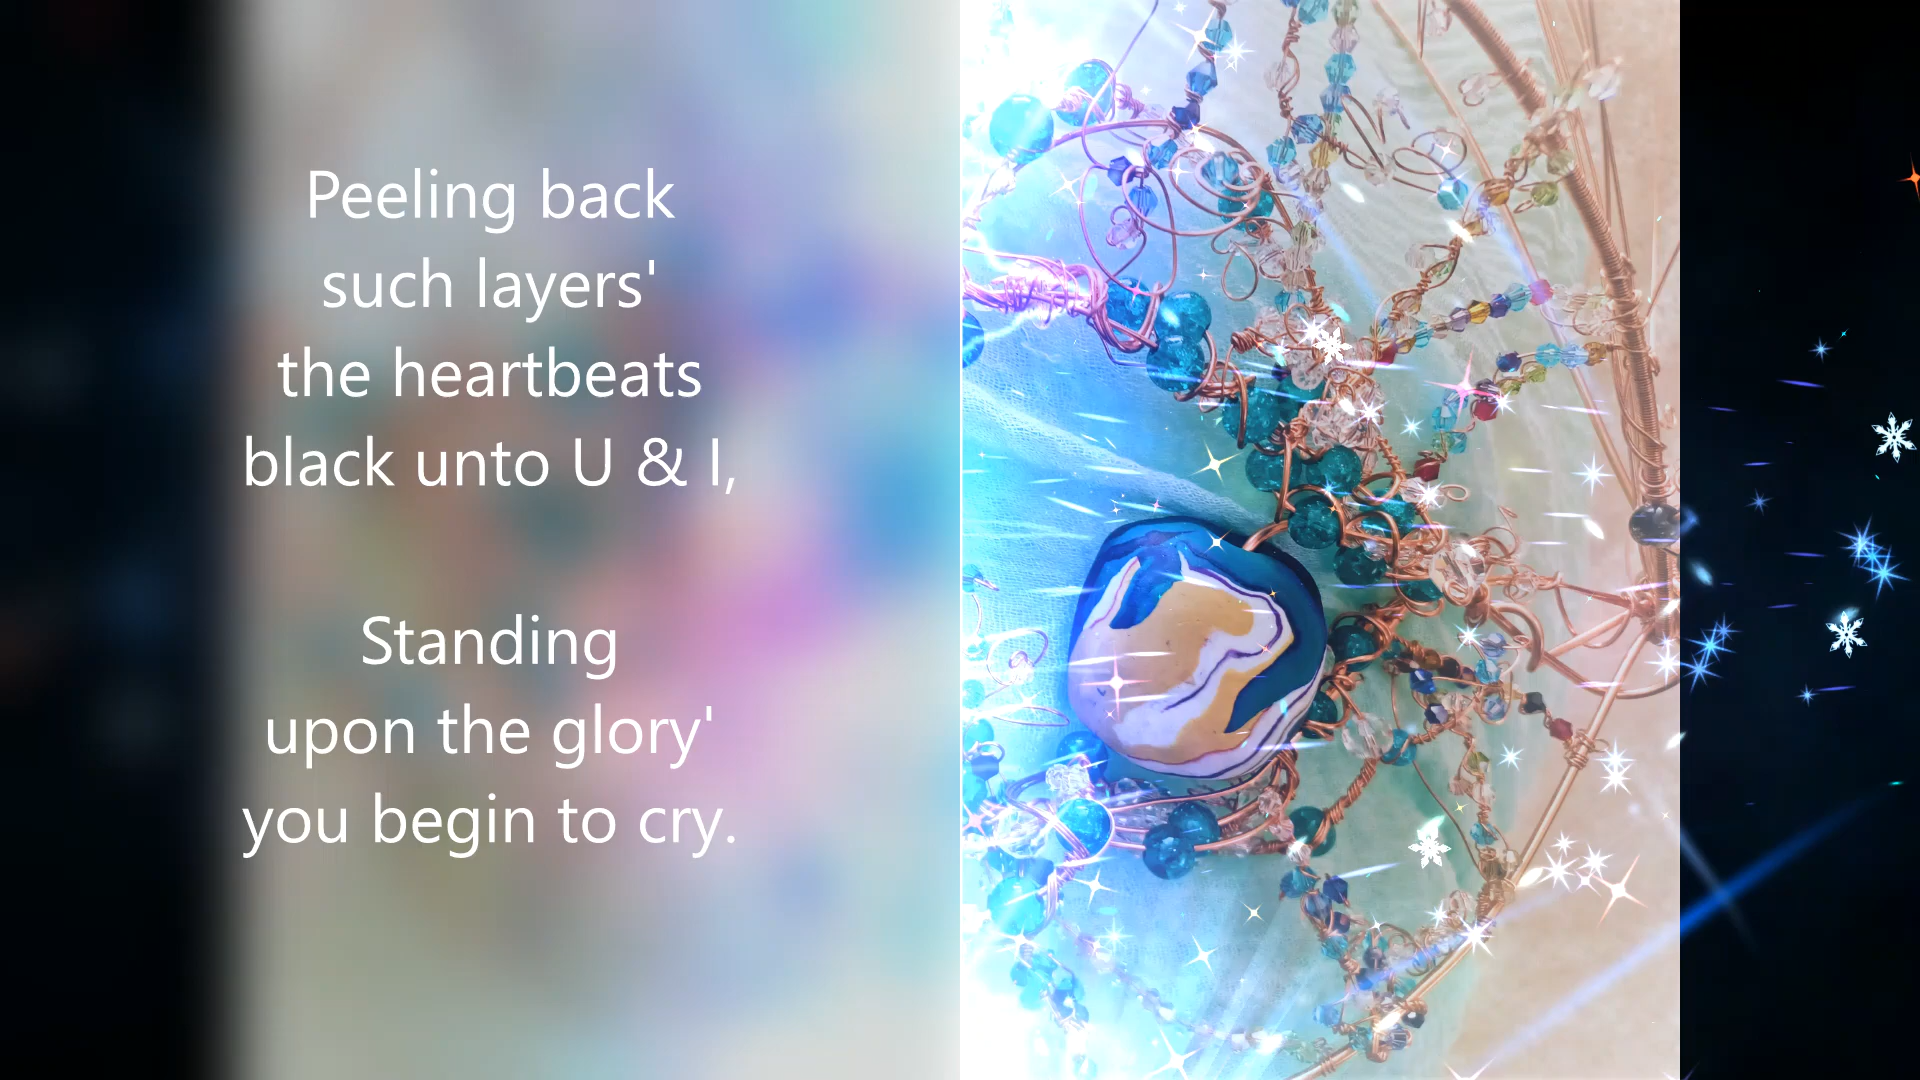 Peeling back
such layers'
the heartbeats
black unto U & I,
Standing
upon the glory'
you begin to cry.